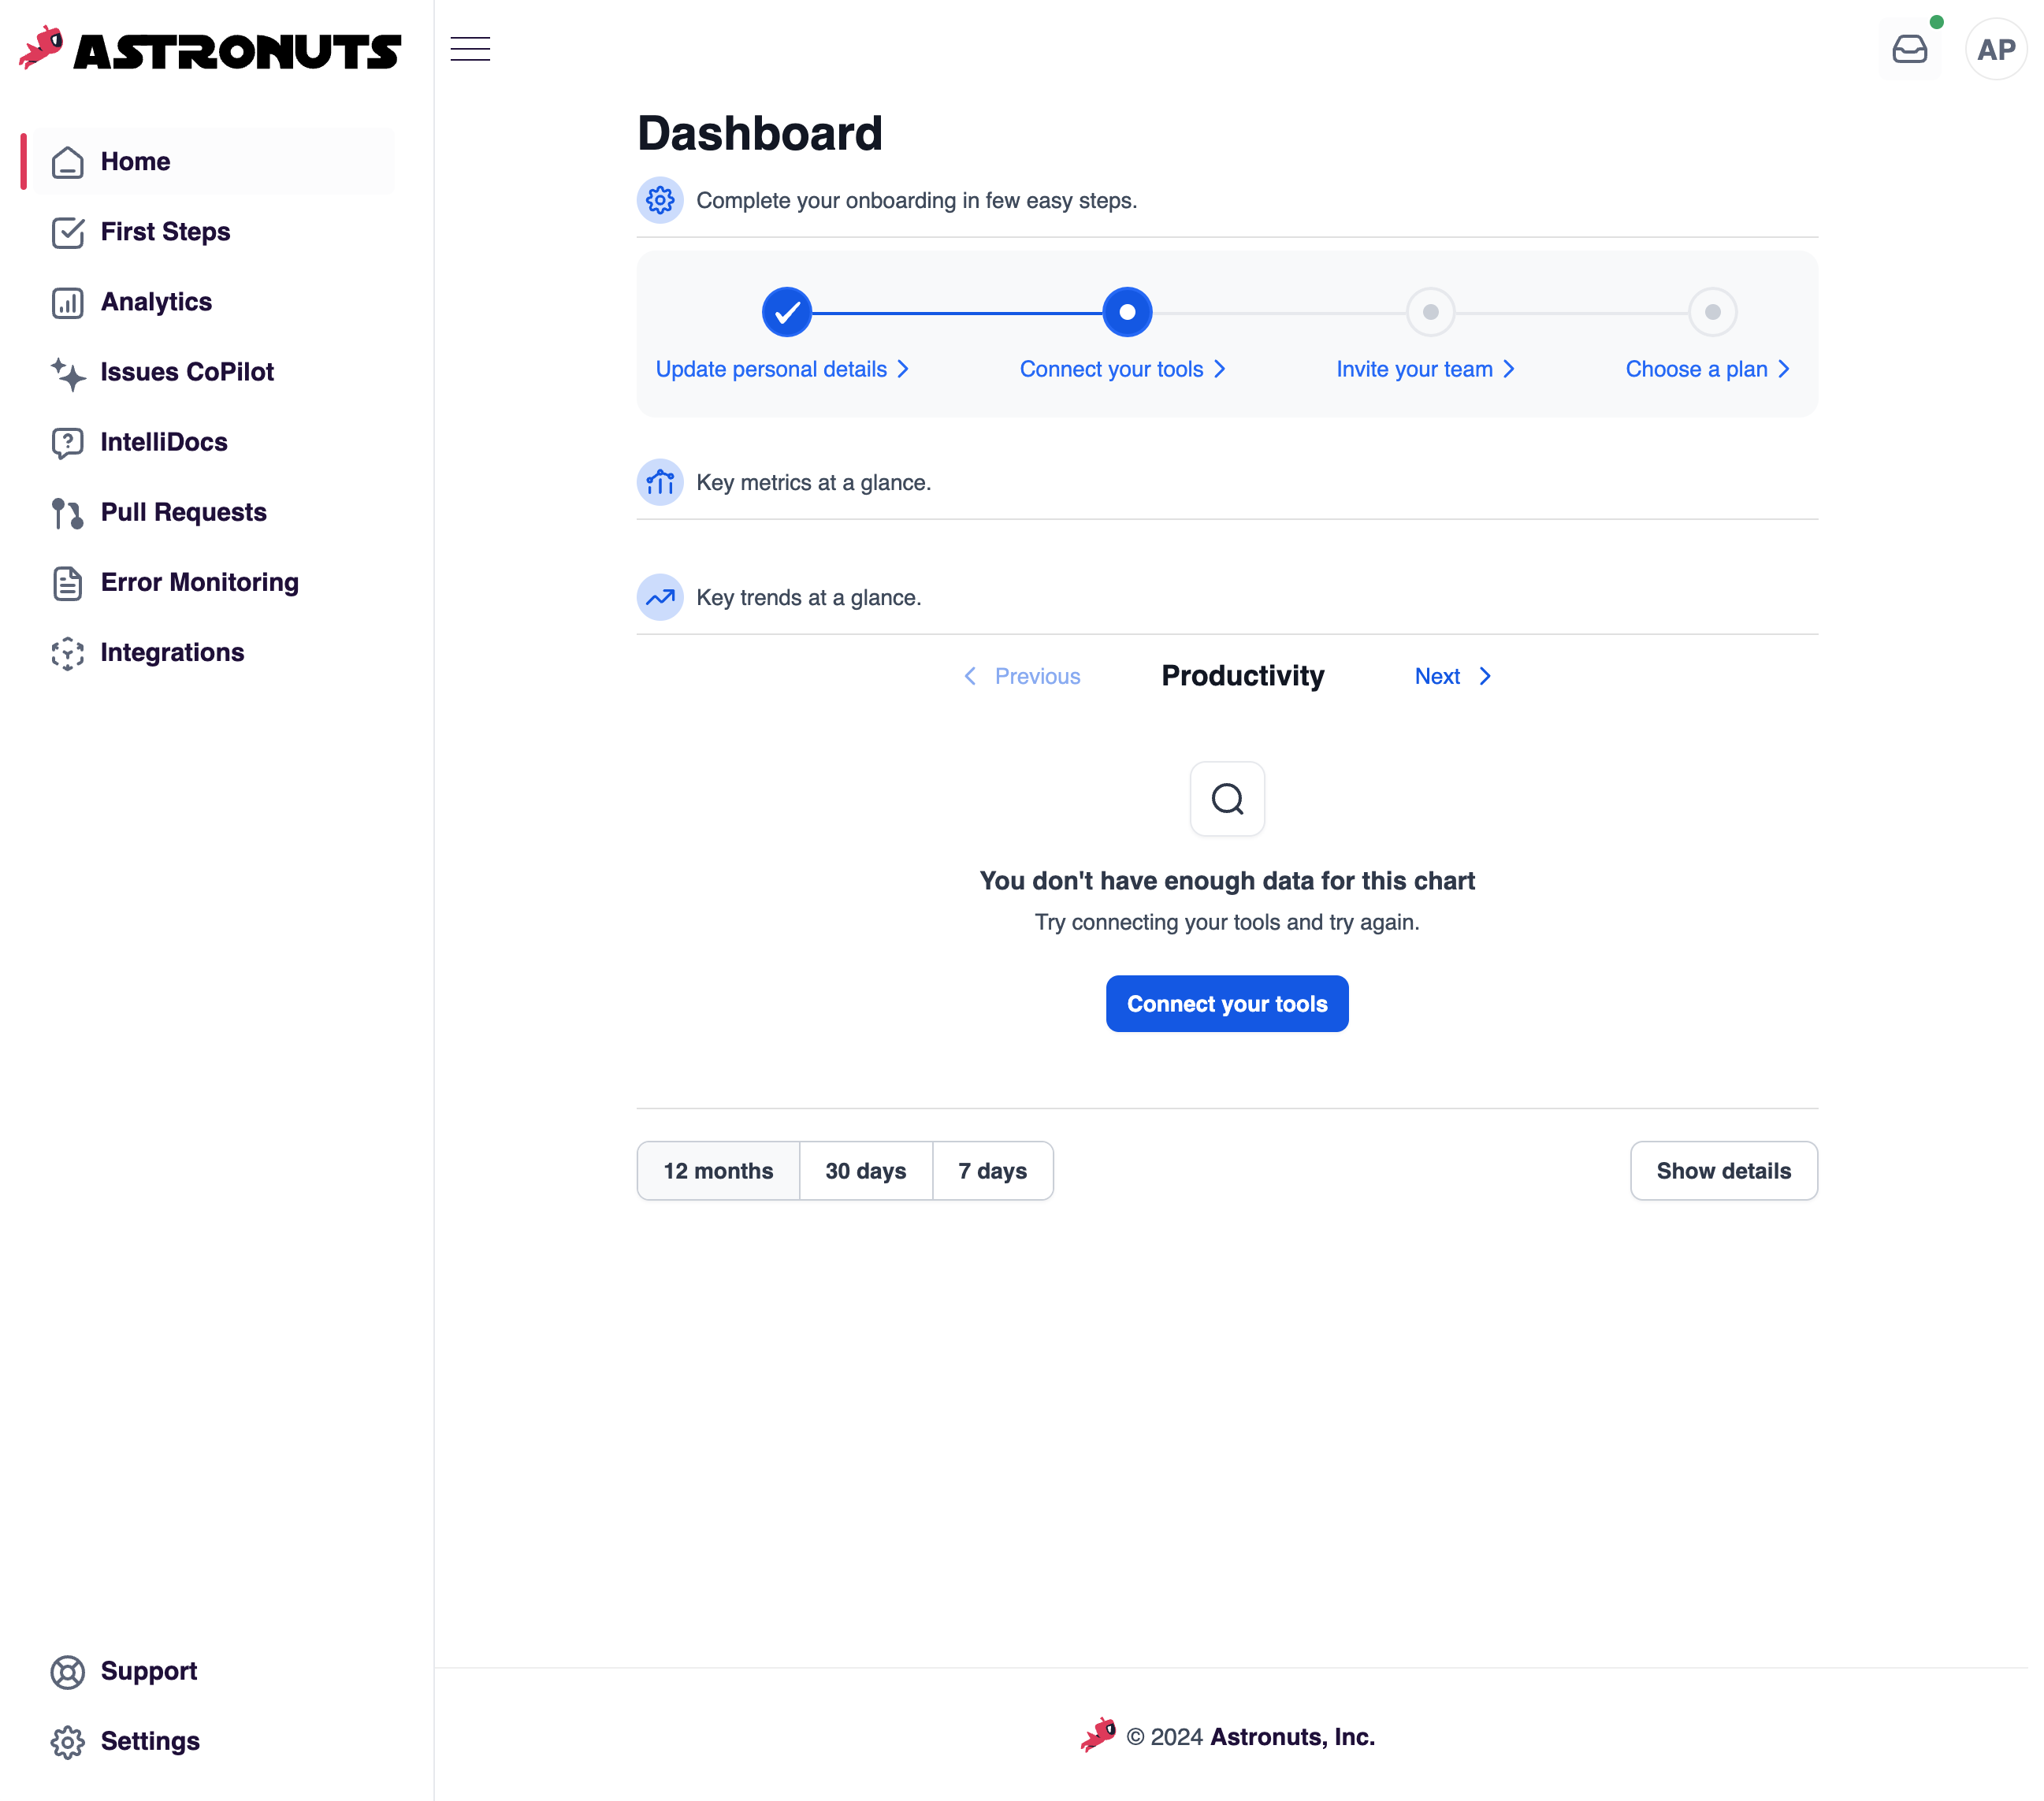 ASTRONUTS
AP
Home
First Steps
Analytics
Issues CoPilot
IntelliDocs
Pull Requests
Error Monitoring
Integrations
Support
Settings
Dashboard
Complete your onboarding in few easy steps.
Update personal details
Connect your tools
Invite your team
Choose a plan
Key metrics at a glance.
Key trends at a glance.
Previous
Productivity
Next
You don't have enough data for this chart
Try connecting your tools and try again.
Connect your tools
12 months
30 days
7 days
Show details
© 2024 Astronuts, Inc.